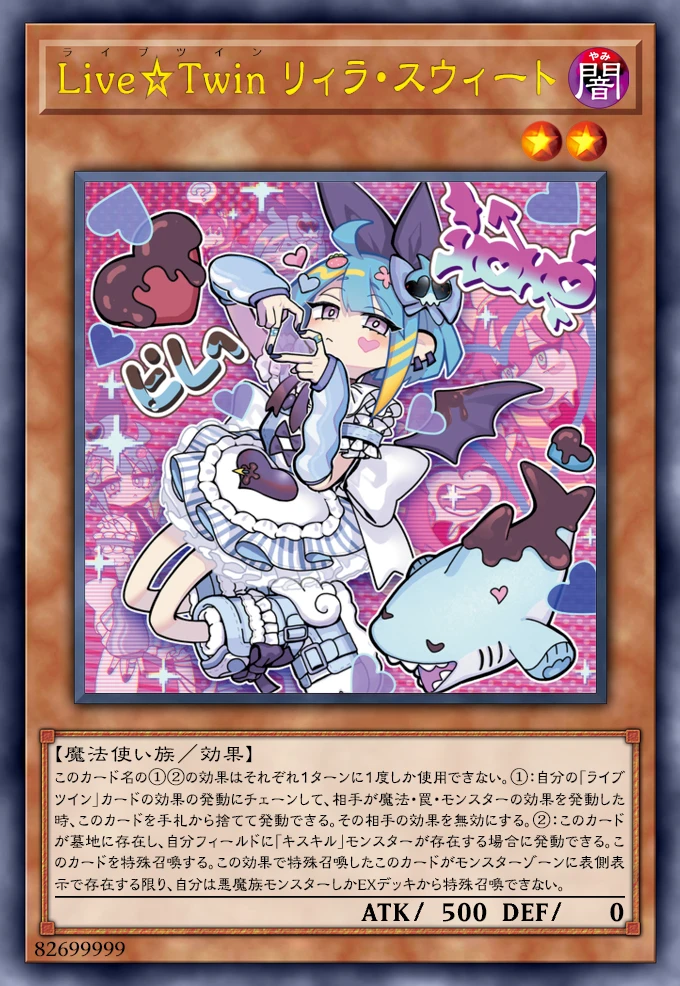 ライブツイン
Live☆Twin リィラ・スウィート
やみ
闇
どしへ
【魔法使い族／効果】
このカード名の①②の効果はそれぞれ1ターンに1度しか使用できない。①：自分の「ライブ
ツイン」カードの効果の発動にチェーンして、相手が魔法・罠・モンスターの効果を発動した
時、このカードを手札から捨てて発動できる。その相手の効果を無効にする。②：このカード
が墓地に存在し、自分フィールドに「キスキル」モンスターが存在する場合に発動できる。こ
のカードを特殊召喚する。この効果で特殊召喚したこのカードがモンスターゾーンに表側表
示で存在する限り、自分は悪魔族モンスターしかEXデッキから特殊召喚できない。
ATK/ 500 DEF/ 0
82699999